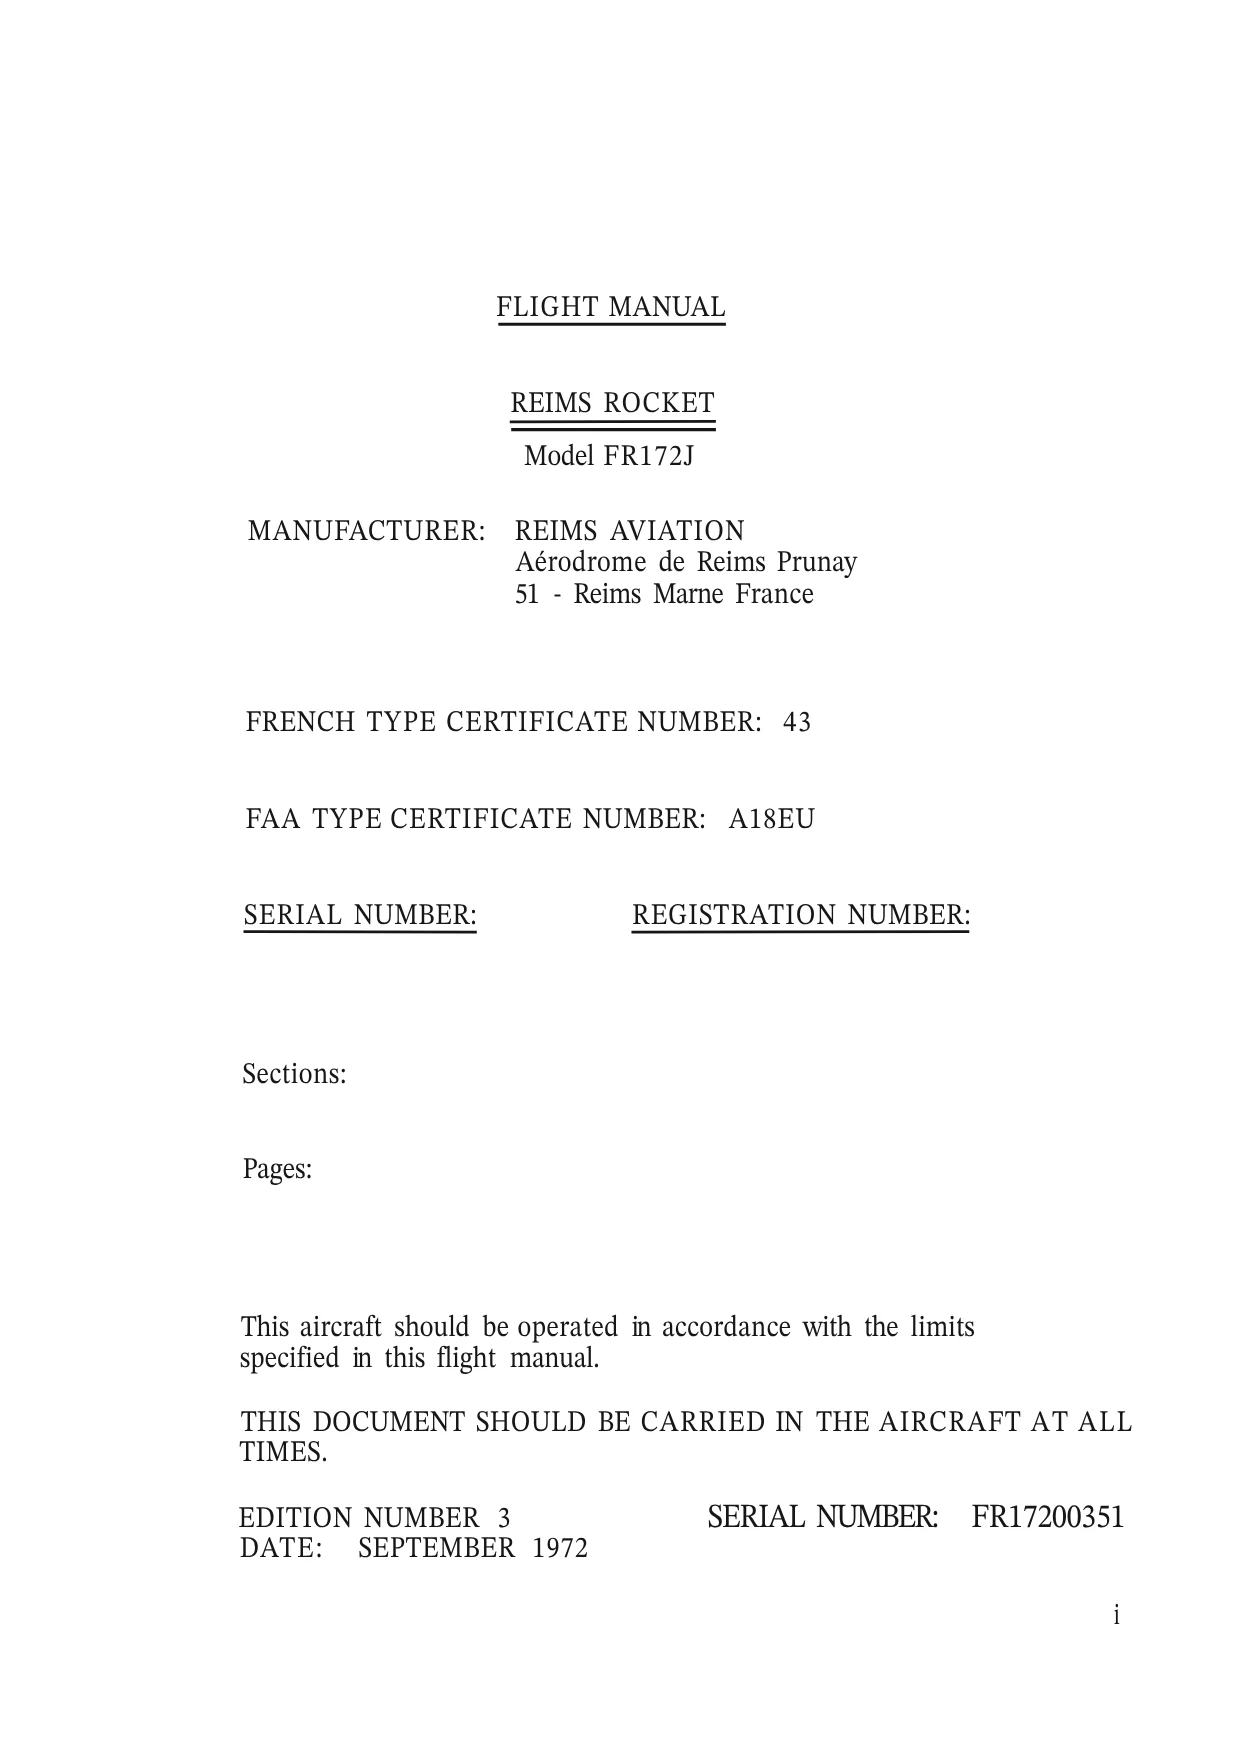 FLIGHT MANUAL
REIMS ROCKET
Model FR172J
MANUFACTURER: REIMS AVIATION
Aérodrome de Reims Prunay
51 - Reims Marne France
FRENCH TYPE CERTIFICATE NUMBER: 43
FAA TYPE CERTIFICATE NUMBER: A18EU
SERIAL NUMBER: REGISTRATION NUMBER:
Sections:
Pages:
This aircraft should be operated in accordance with the limits
specified in this flight manual.
THIS DOCUMENT SHOULD BE CARRIED IN THE AIRCRAFT AT ALL
TIMES.
EDITION NUMBER 3 SERIAL NUMBER: FR17200351
DATE: SEPTEMBER 1972
i